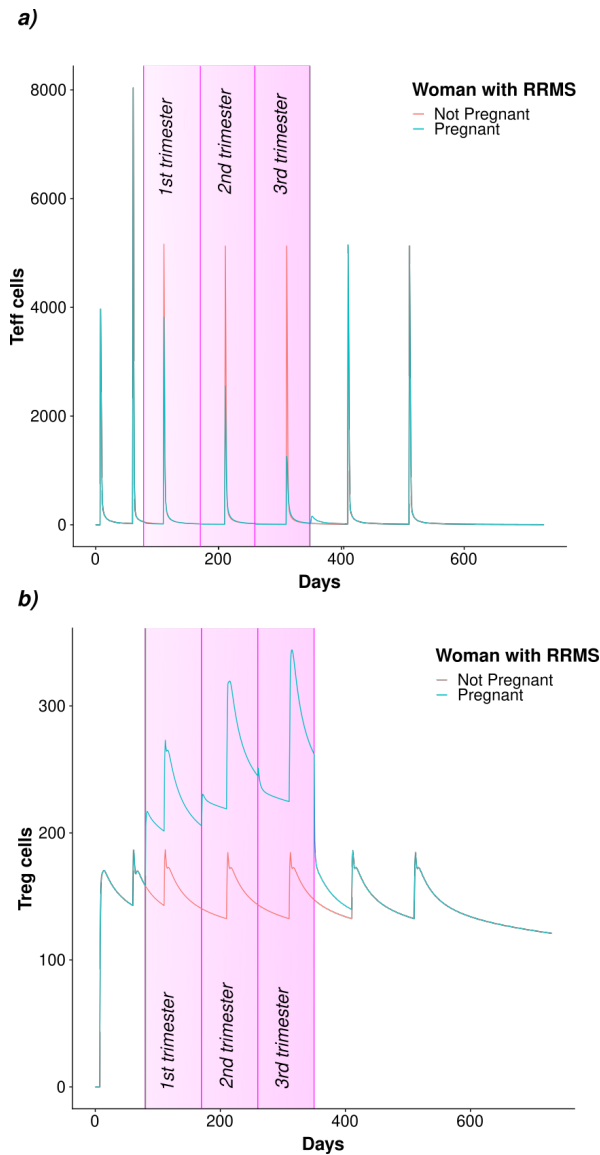 a)
8000
6000
4000
2000
0
Teff cells
1st trimester
2nd trimester
3rd trimester
Woman with RRMS
Not Pregnant
Pregnant
0
200
400
600
Days
b)
300
200
100
0
Treg cells
1st trimester
2nd trimester
3rd trimester
Woman with RRMS
Not Pregnant
Pregnant
0
200
400
600
Days